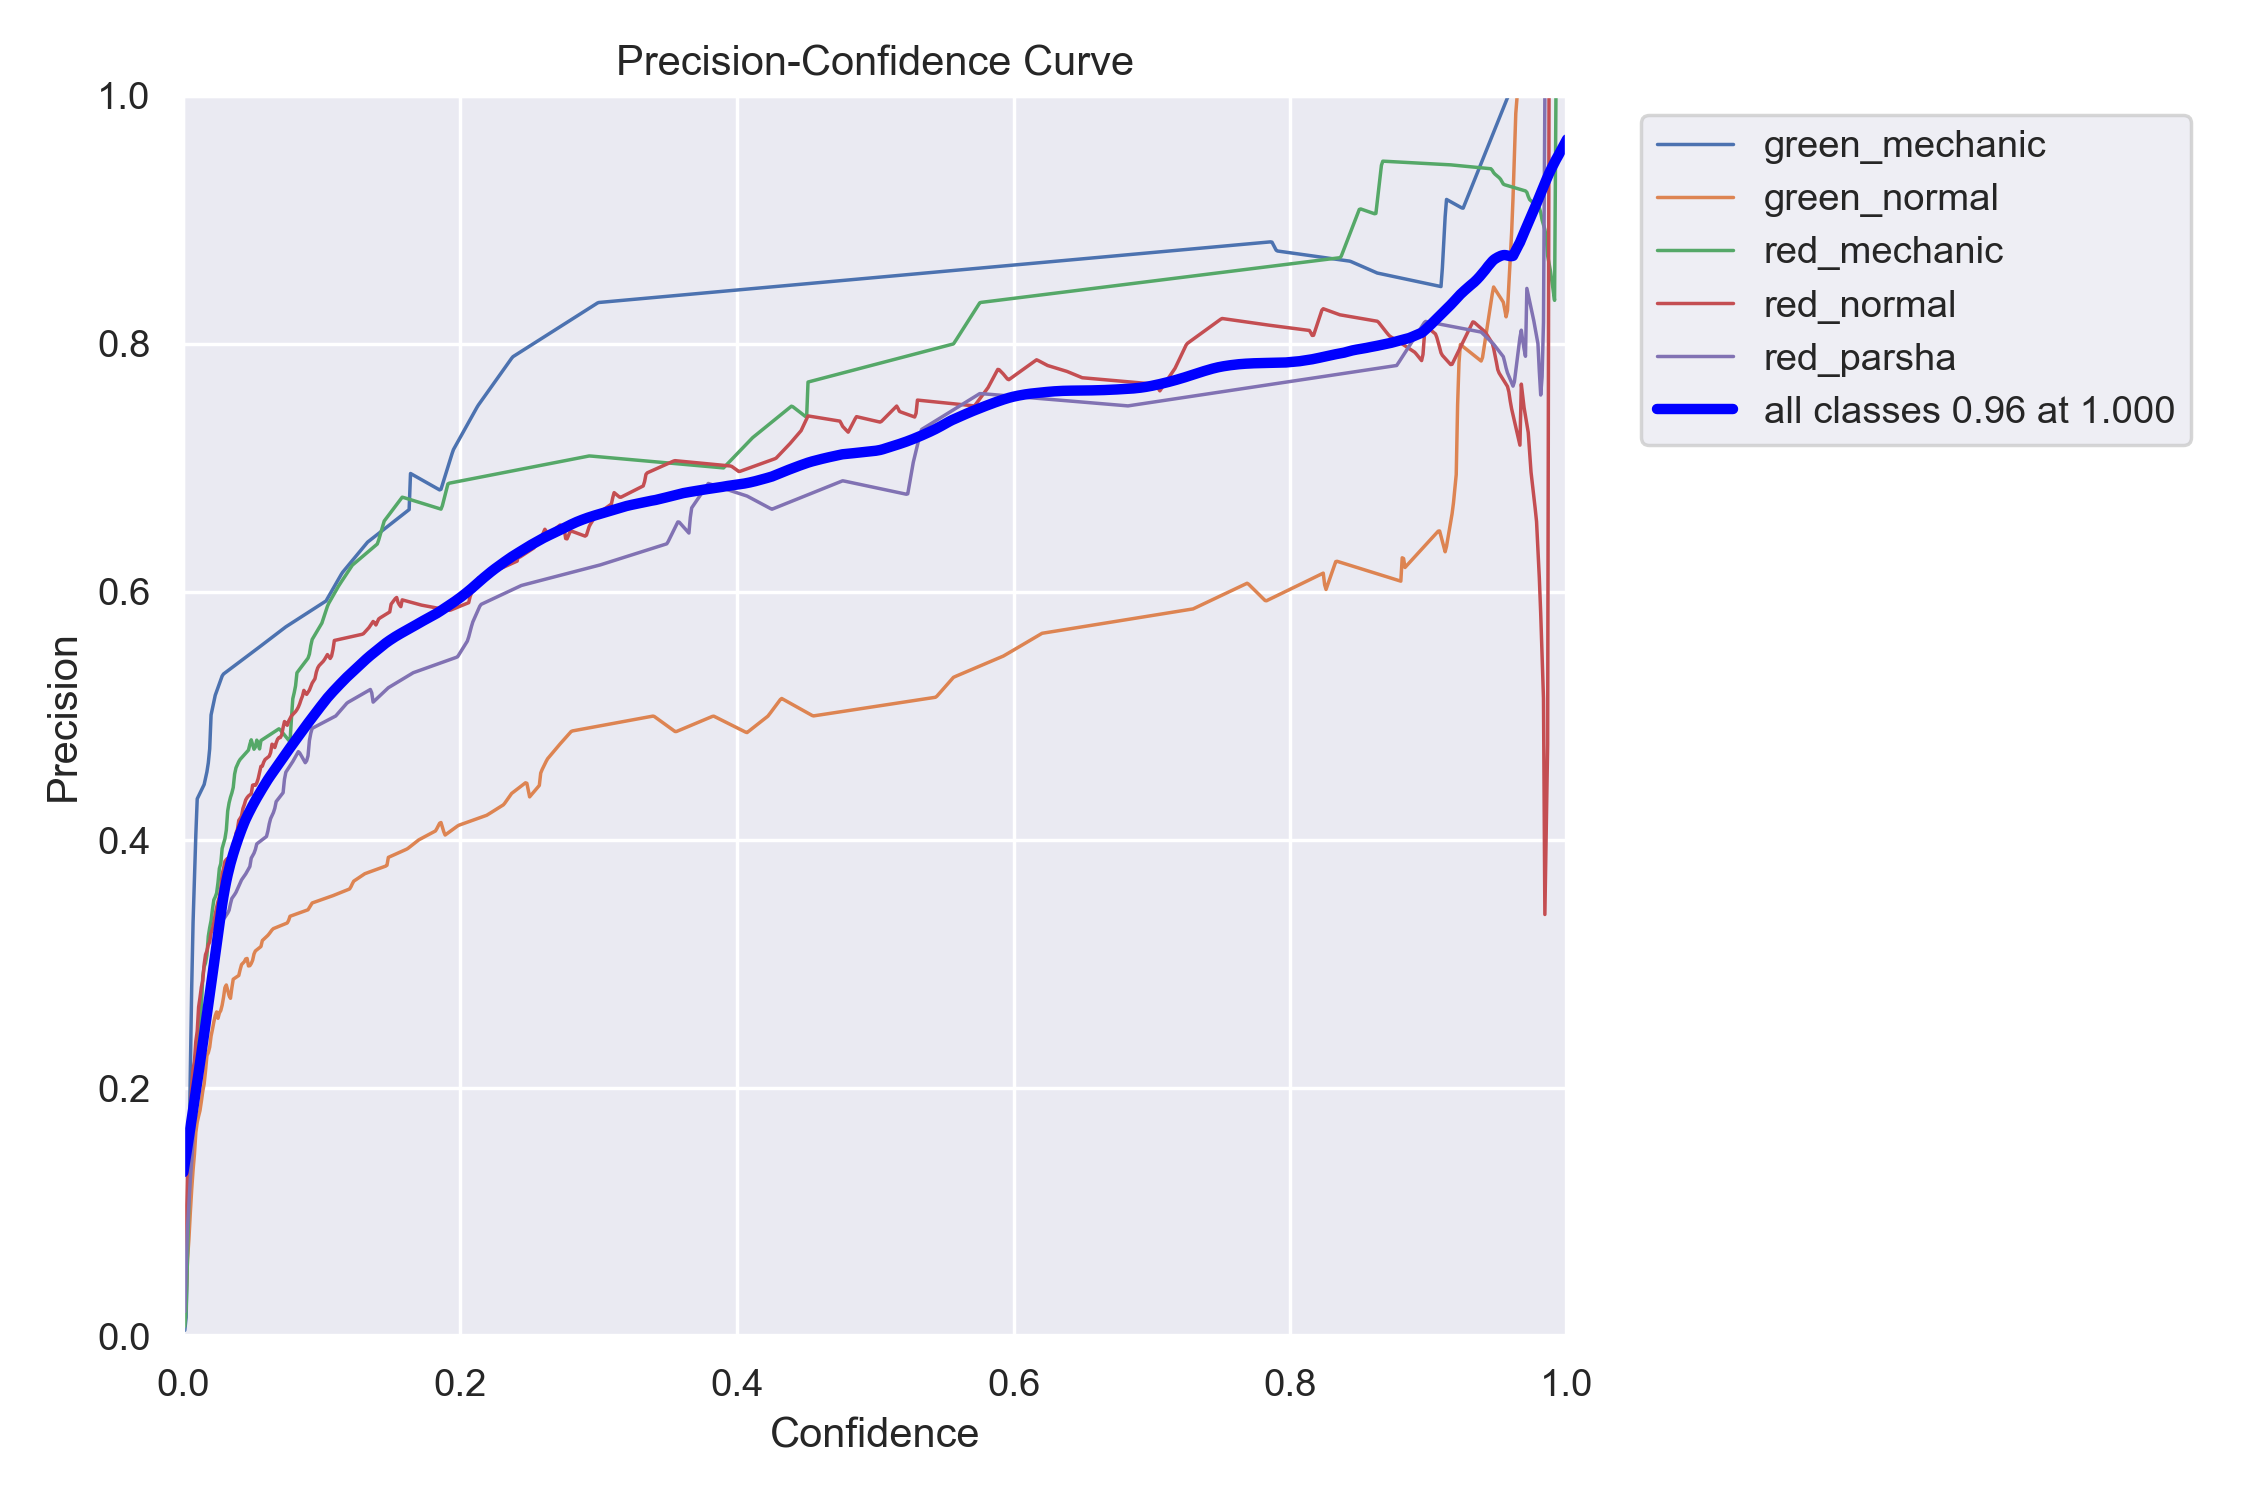 Precision-Confidence Curve
1.0
0.8
0.6
0.4
0.2
0.0
Precision
0.0 0.2 0.4 0.6 0.8 1.0
Confidence
green_mechanic
green_normal
red_mechanic
red_normal
red_parsha
all classes 0.96 at 1.000